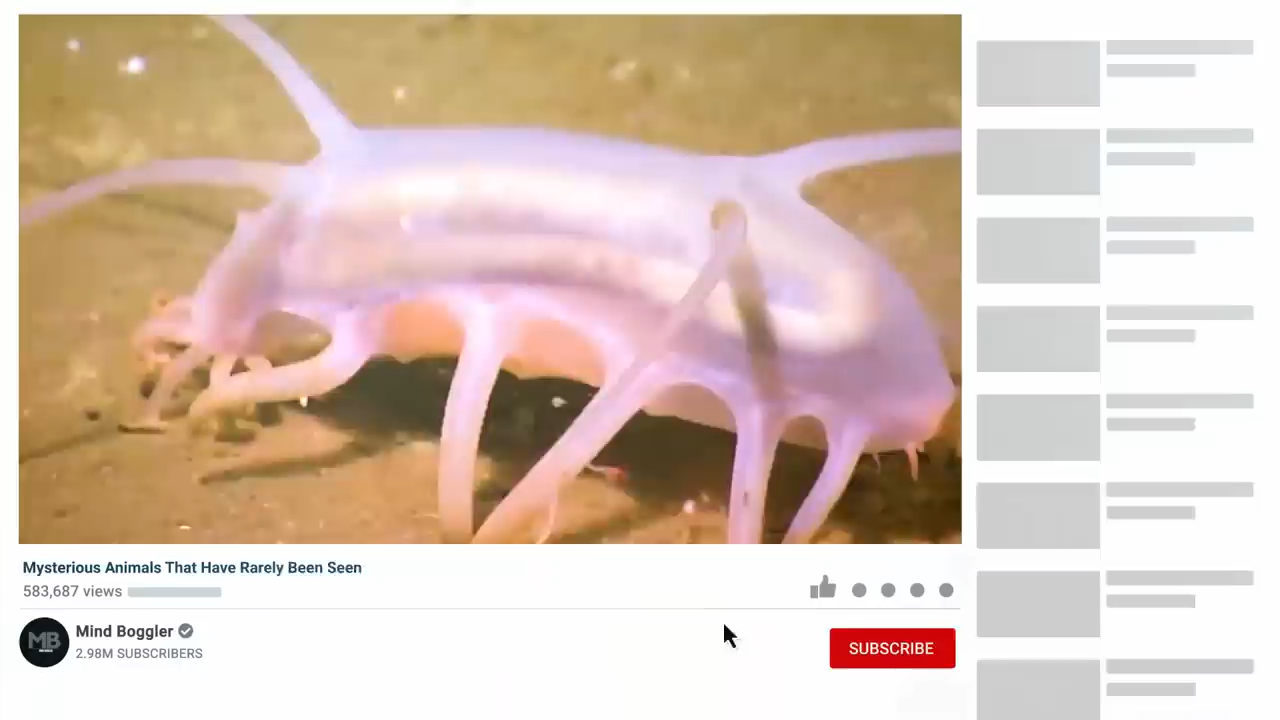 Mysterious Animals That Have Rarely Been Seen
583,687 views
MB
Mind Boggler
2.98M SUBSCRIBERS
SUBSCRIBE